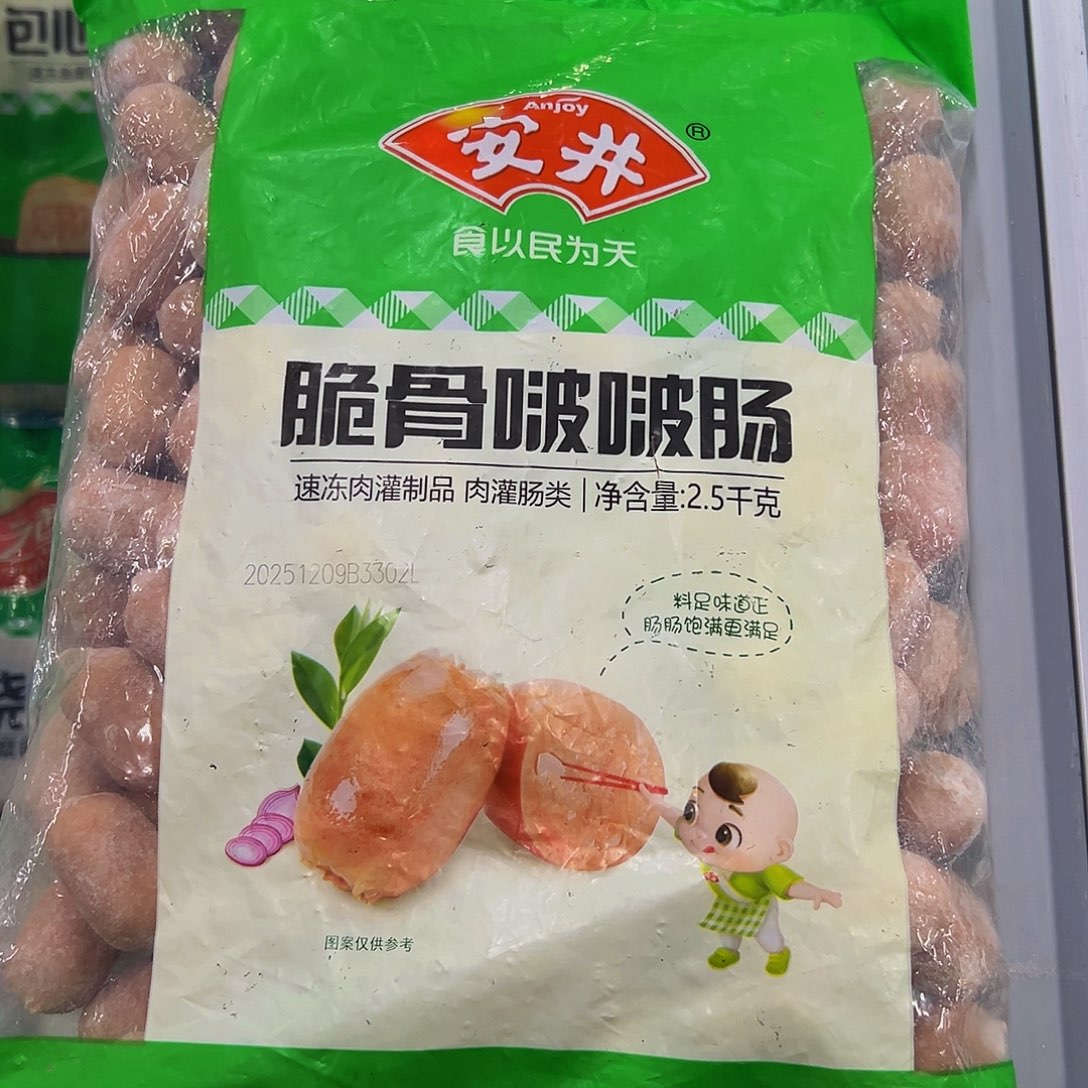 包心
Anjoy
安井®
食以民为天
脆骨啵啵肠
速冻肉灌制品 肉灌肠类 | 净含量:2.5千克
20251209B3302L
料足味道正
肠肠饱满更满足
图案仅供参考